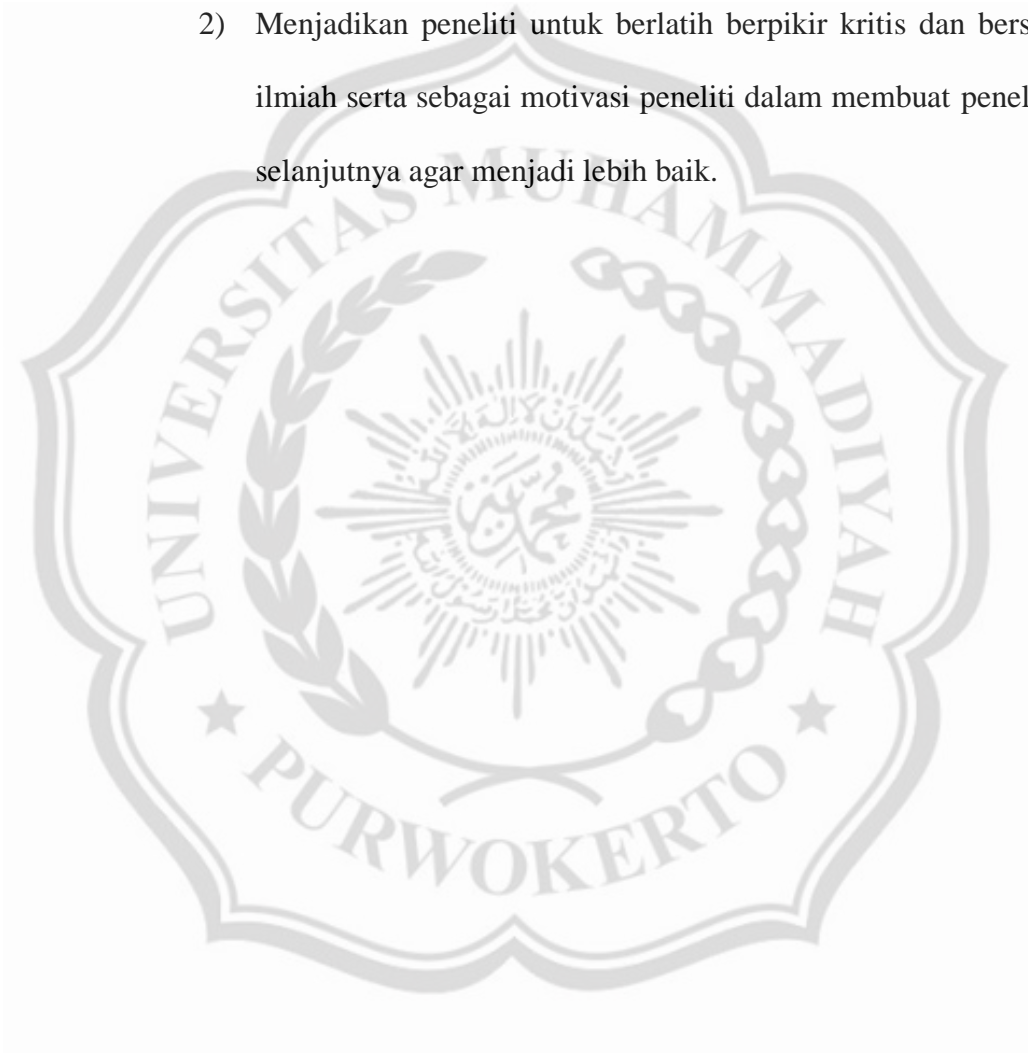 2) Menjadikan peneliti untuk berlatih berpikir kritis dan bers
ilmiah serta sebagai motivasi peneliti dalam membuat penel
selanjutnya agar menjadi lebih baik.
UNIVERSITAS MUHAMMADIYAH
PURWOKERTO